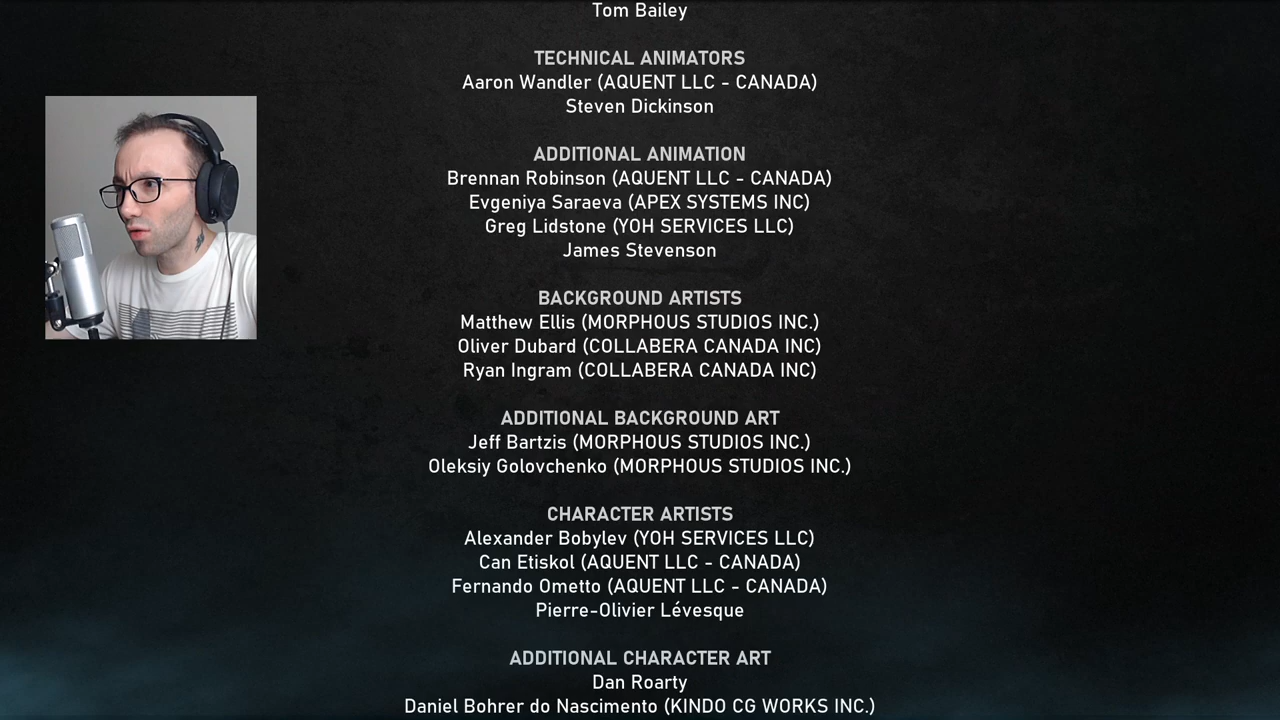 Tom Bailey
TECHNICAL ANIMATORS
Aaron Wandler (AQUENT LLC - CANADA)
Steven Dickinson
ADDITIONAL ANIMATION
Brennan Robinson (AQUENT LLC - CANADA)
Evgeniya Saraeva (APEX SYSTEMS INC)
Greg Lidstone (YOH SERVICES LLC)
James Stevenson
BACKGROUND ARTISTS
Matthew Ellis (MORPHOUS STUDIOS INC.)
Oliver Dubard (COLLABERA CANADA INC)
Ryan Ingram (COLLABERA CANADA INC)
ADDITIONAL BACKGROUND ART
Jeff Bartzis (MORPHOUS STUDIOS INC.)
Oleksiy Golovchenko (MORPHOUS STUDIOS INC.)
CHARACTER ARTISTS
Alexander Bobylev (YOH SERVICES LLC)
Can Etiskol (AQUENT LLC - CANADA)
Fernando Ometto (AQUENT LLC - CANADA)
Pierre-Olivier Lévesque
ADDITIONAL CHARACTER ART
Dan Roarty
Daniel Bohrer do Nascimento (KINDO CG WORKS INC.)